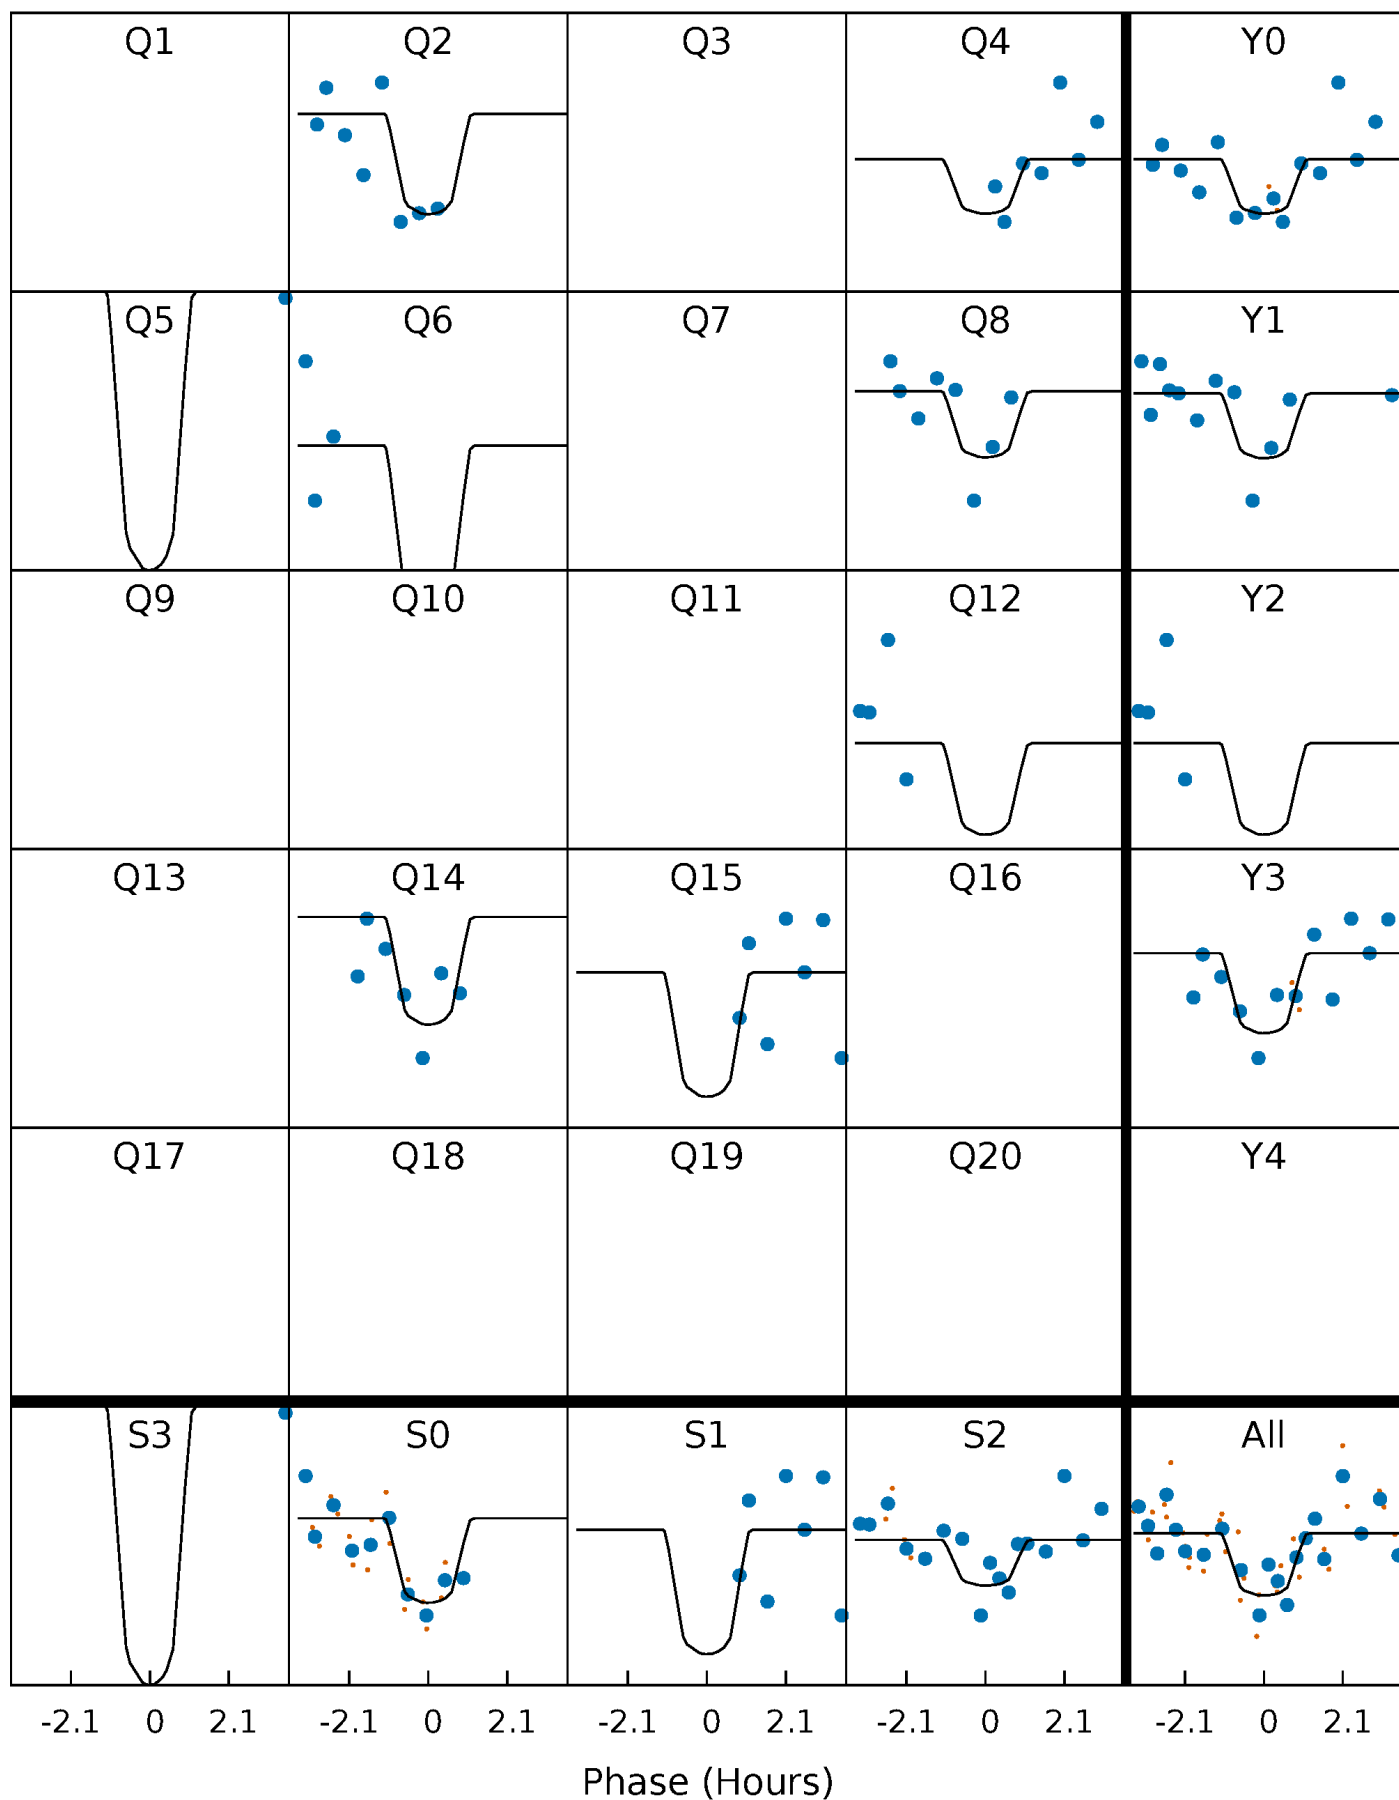 Q1 Q2 Q3 Q4 Y0
Q5 Q6 Q7 Q8 Y1
Q9 Q10 Q11 Q12 Y2
Q13 Q14 Q15 Q16 Y3
Q17 Q18 Q19 Q20 Y4
S3 S0 S1 S2 All
-2.1 0 2.1 -2.1 0 2.1 -2.1 0 2.1 -2.1 0 2.1 -2.1 0 2.1
Phase (Hours)